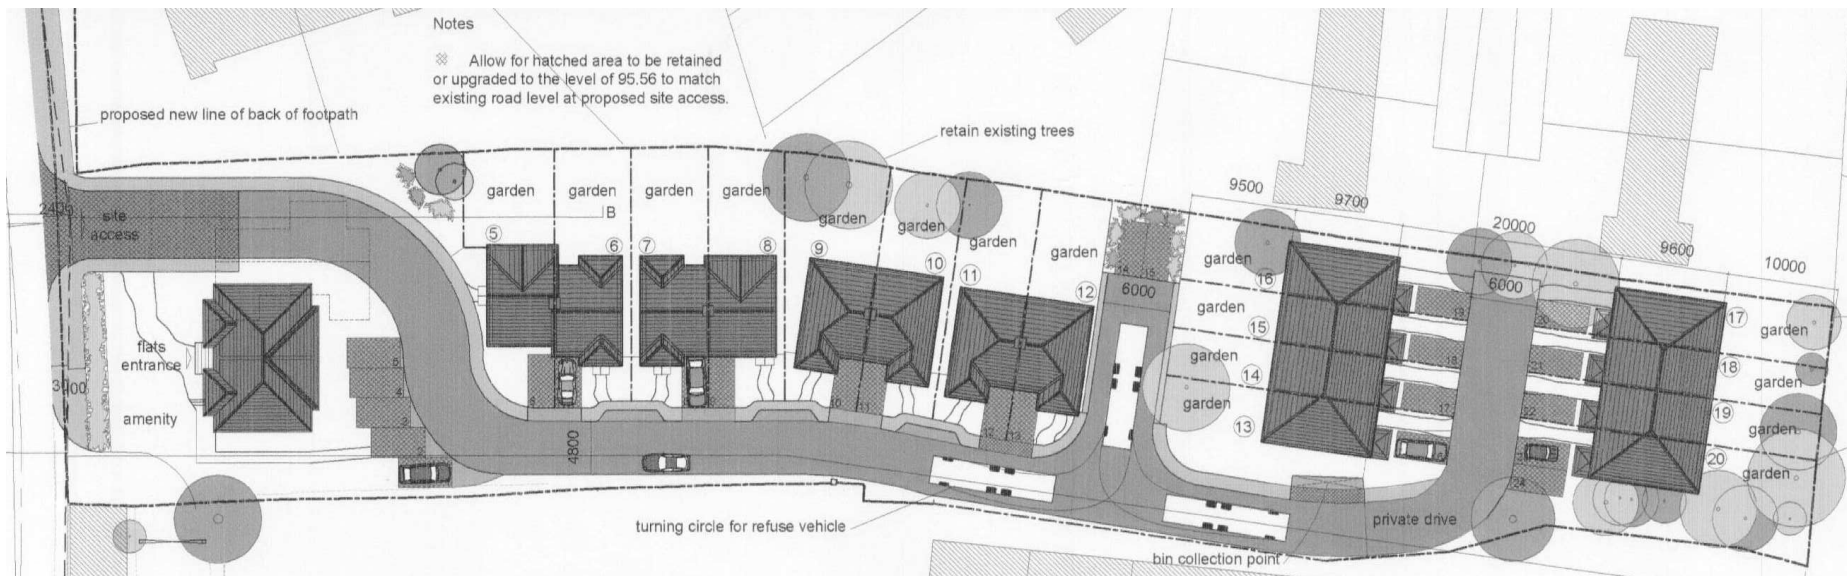 Notes
Allow for hatched area to be retained
or upgraded to the level of 95.56 to match
existing road level at proposed site access.
proposed new line of back of footpath
retain existing trees
garden
garden
garden
garden
garden
garden
garden
garden
9500
9700
20000
9600
10000
2400
site
access
B
5
6
7
8
9
10
11
12
6000
garden
garden
garden
garden
16
15
14
13
6000
17
18
19
20
garden
garden
garden
garden
flats
entrance
3000
amenity
4800
turning circle for refuse vehicle
private drive
bin collection point